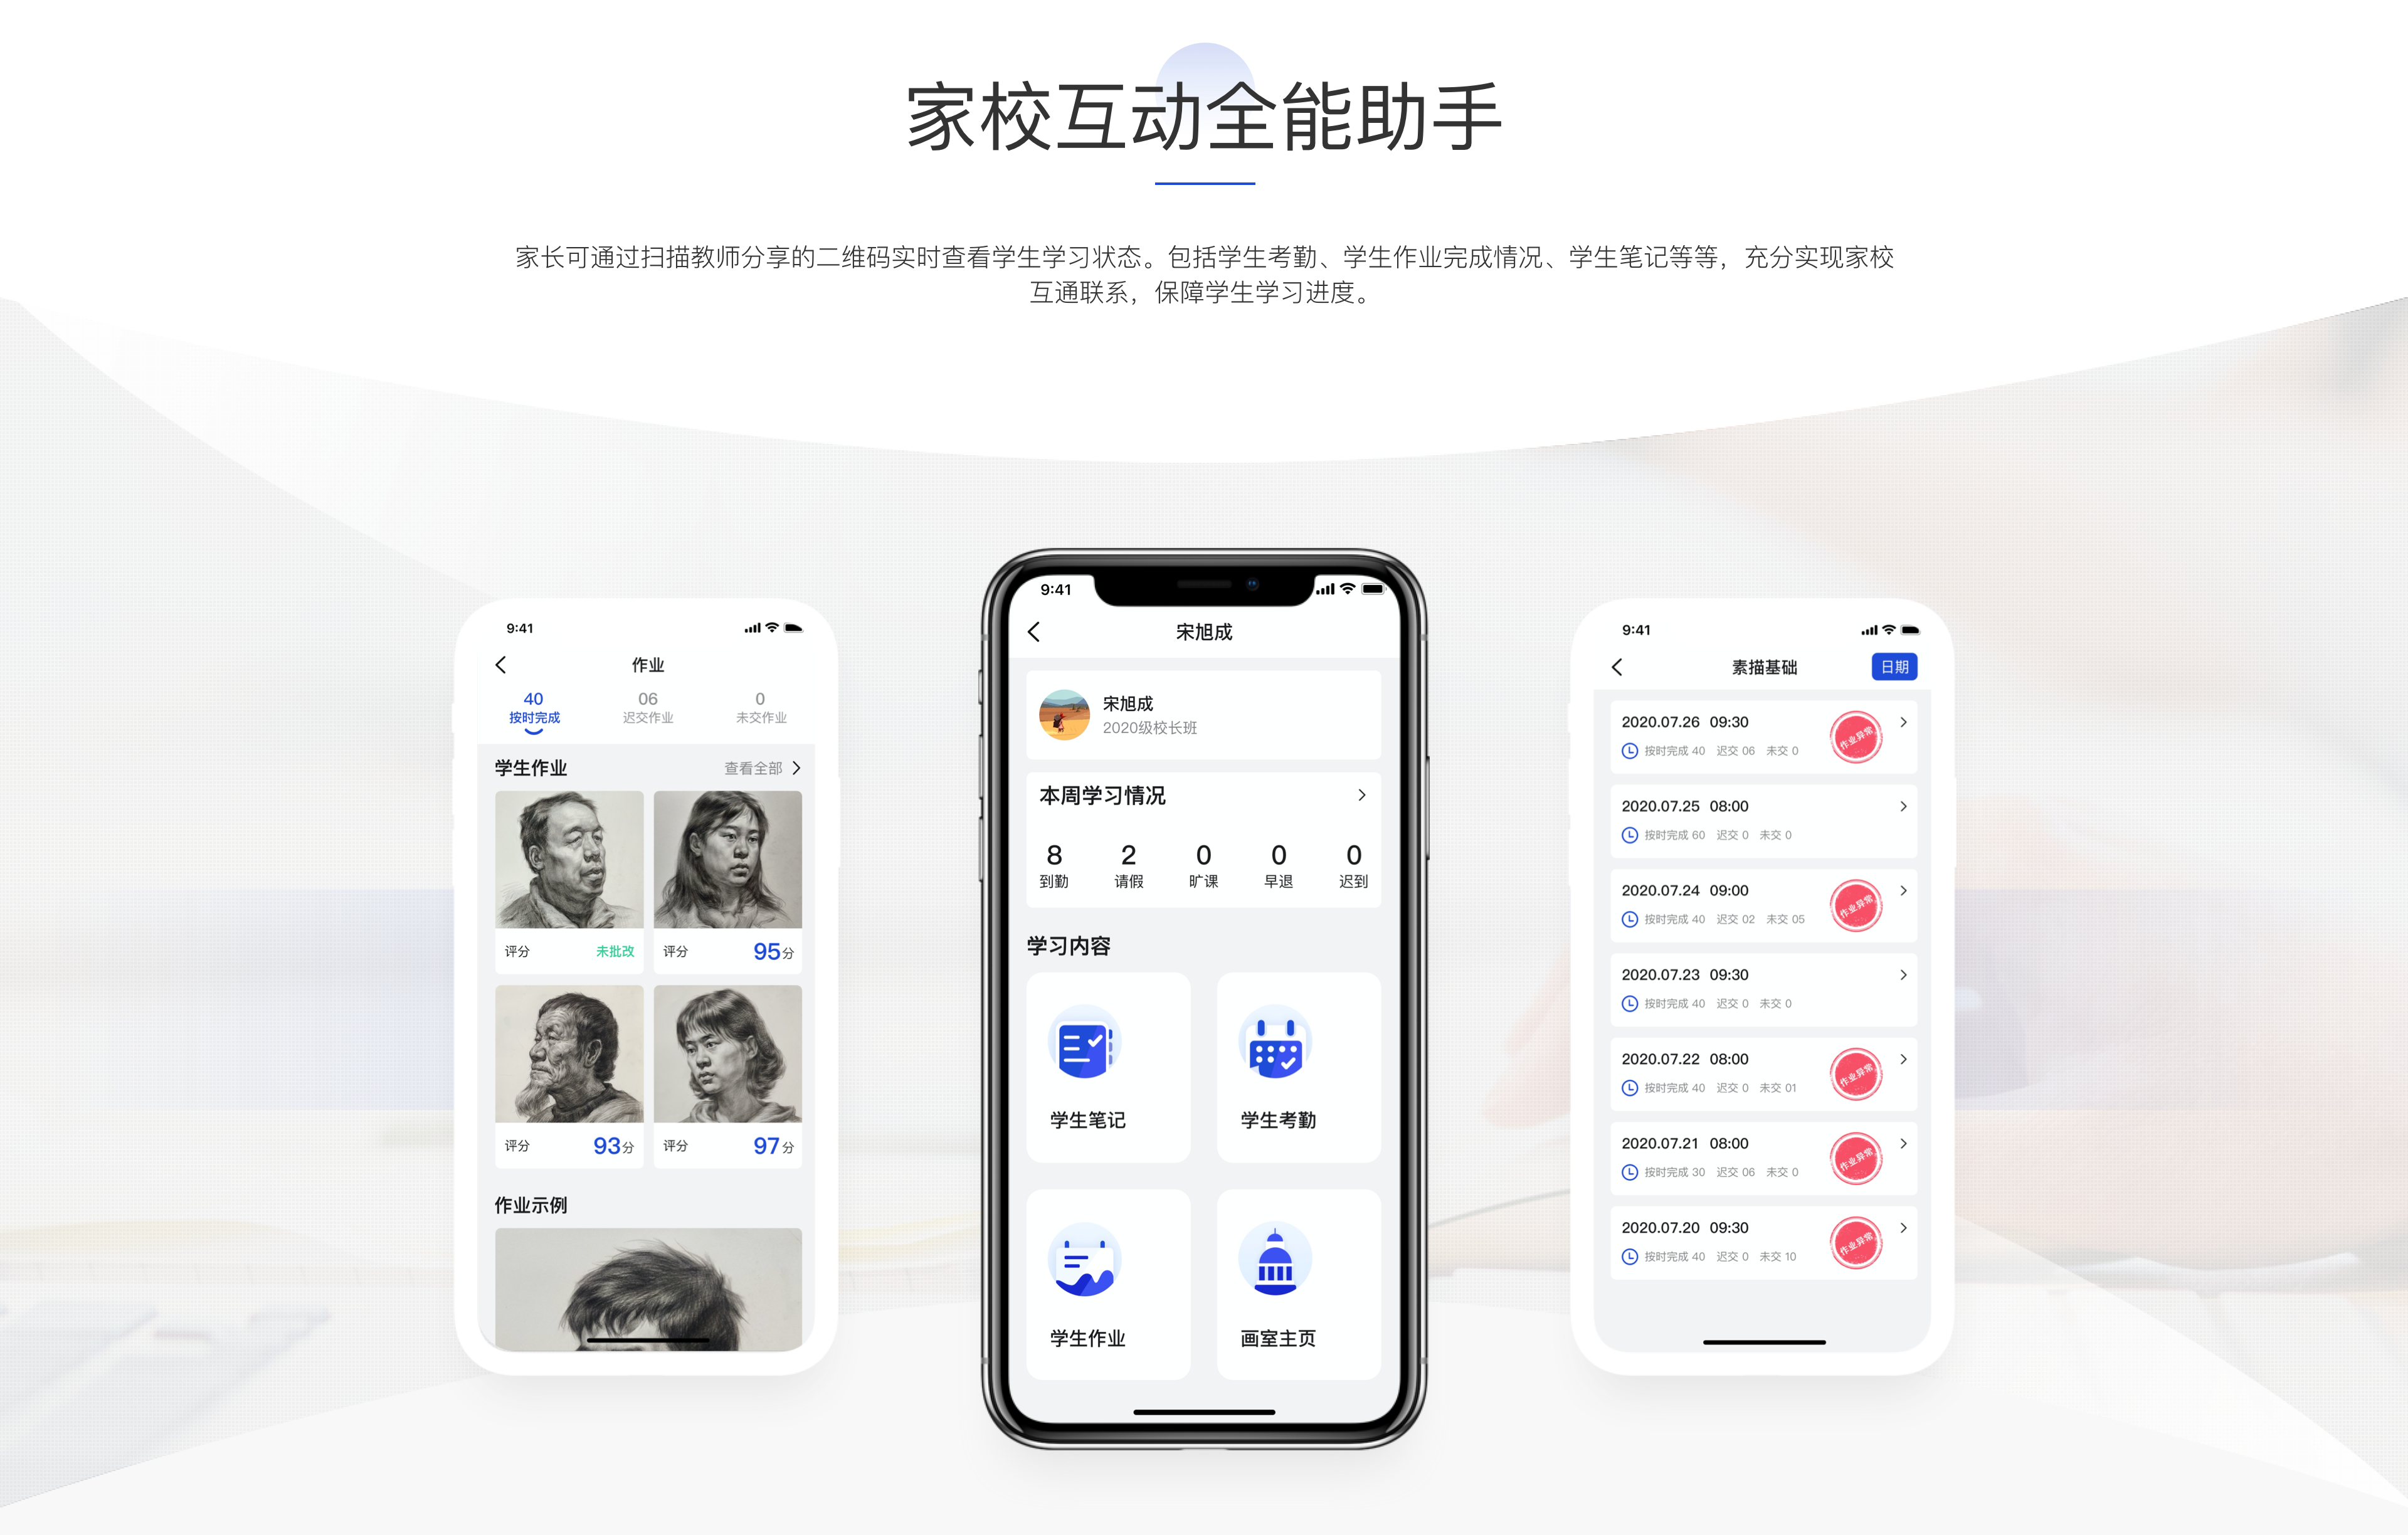 家校互动全能助手
家长可通过扫描教师分享的二维码实时查看学生学习状态。包括学生考勤、学生作业完成情况、学生笔记等等，充分实现家校
互通联系，保障学生学习进度。
9:41
作业
40 06 0
按时完成 迟交作业 未交作业
学生作业 查看全部
评分 未批改 评分 95分
评分 93分 评分 97分
作业示例
9:41
宋旭成
宋旭成
2020级校长班
本周学习情况
8 2 0 0 0
到勤 请假 旷课 早退 迟到
学习内容
学生笔记 学生考勤
学生作业 画室主页
9:41
素描基础 日期
2020.07.26 09:30
按时完成 40 迟交 06 未交 0
作业异常
2020.07.25 08:00
按时完成 60 迟交 0 未交 0
2020.07.24 09:00
按时完成 40 迟交 02 未交 05
作业异常
2020.07.23 09:30
按时完成 40 迟交 0 未交 0
2020.07.22 08:00
按时完成 40 迟交 0 未交 01
作业异常
2020.07.21 08:00
按时完成 30 迟交 06 未交 0
作业异常
2020.07.20 09:30
按时完成 40 迟交 0 未交 10
作业异常